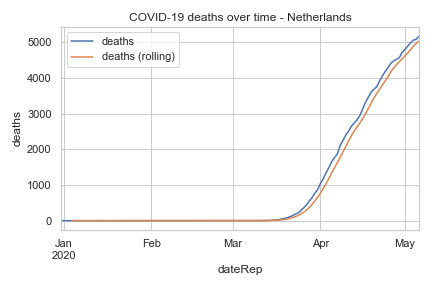 COVID-19 deaths over time - Netherlands
deaths
deaths (rolling)
5000
4000
3000
2000
1000
0
deaths
Jan
2020
Feb
Mar
Apr
May
dateRep